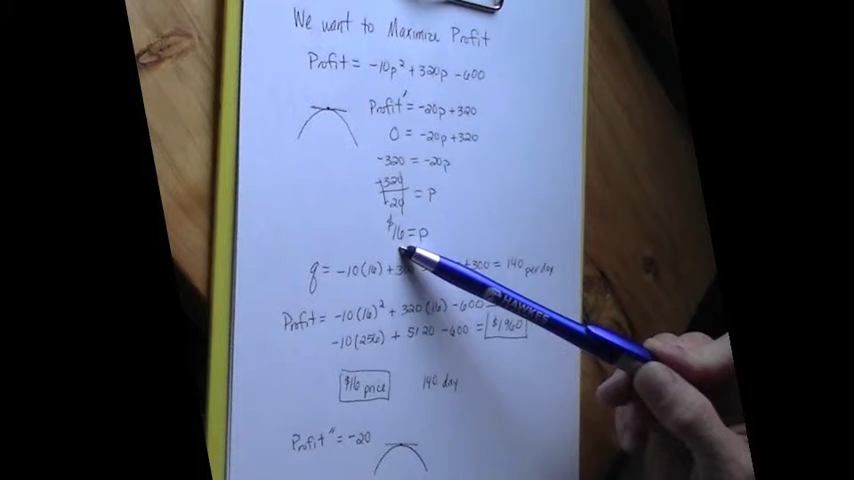 We want to Maximize Profit
Profit = -10p² + 320p - 600
Profit' = -20p + 320
0 = -20p + 320
-320 = -20p
-320/-20 = p
$16 = p
q = -10(16) + 300 + 300 = 140 per day
Profit = -10(16)² + 320(16) - 600
-10(256) + 5120 - 600 = $1960
$16 price 140 day
Profit'' = -20
HAWKES